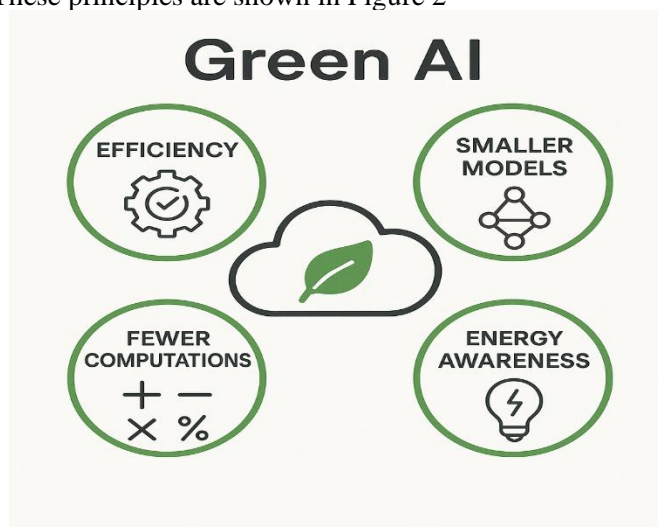 These principles are shown in Figure 2
Green AI
EFFICIENCY
SMALLER
MODELS
FEWER
COMPUTATIONS
+ −
× %
ENERGY
AWARENESS